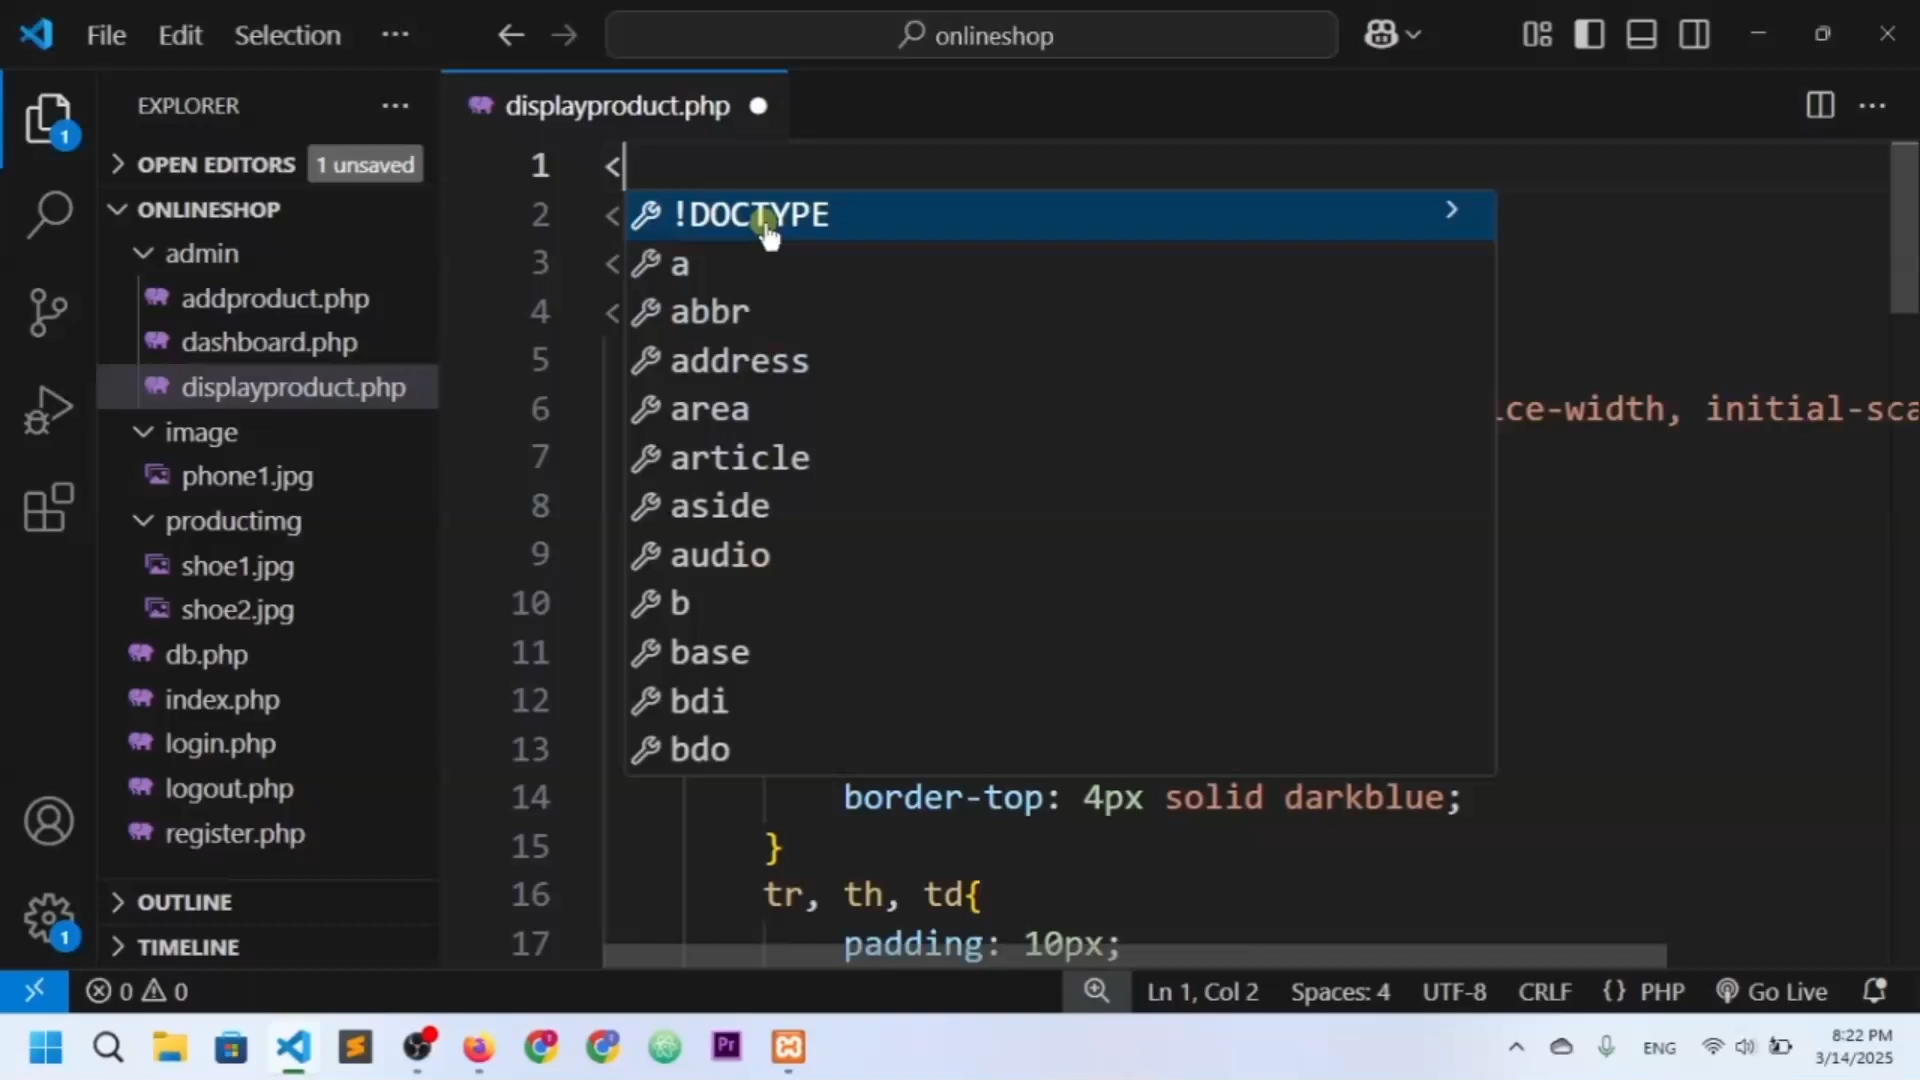 File Edit Selection ··· onlineshop
EXPLORER ···
OPEN EDITORS 1 unsaved
ONLINESHOP
admin
addproduct.php
dashboard.php
displayproduct.php
image
phone1.jpg
productimg
shoe1.jpg
shoe2.jpg
db.php
index.php
login.php
logout.php
register.php
OUTLINE
TIMELINE
displayproduct.php
1 <
2 < !DOCTYPE
3 < a
4 < abbr
5 address
6 area ce-width, initial-sca
7 article
8 aside
9 audio
10 b
11 base
12 bdi
13 bdo
14 border-top: 4px solid darkblue;
15 }
16 tr, th, td{
17 padding: 10px;
0 0 Ln 1, Col 2 Spaces: 4 UTF-8 CRLF {} PHP Go Live
1
1
Pr
ENG
8:22 PM
3/14/2025